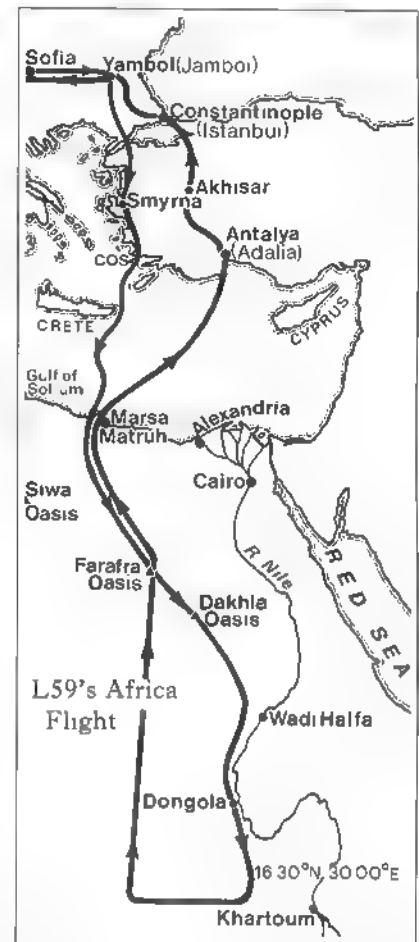 Sofia
Yambol (Jamboi)
Constantinople
(Istanbul)
Akhisar
Smyrna
Antalya
(Adalia)
COS
CRETE
CYPRUS
Gulf of
Sollum
Marsa
Matruh
Alexandria
Cairo
Siwa
Oasis
R. Nile
RED SEA
Farafra
Oasis
Dakhla
Oasis
L59's Africa
Flight
Wadi Halfa
Dongola
16 30°N, 30 00°E
Khartoum